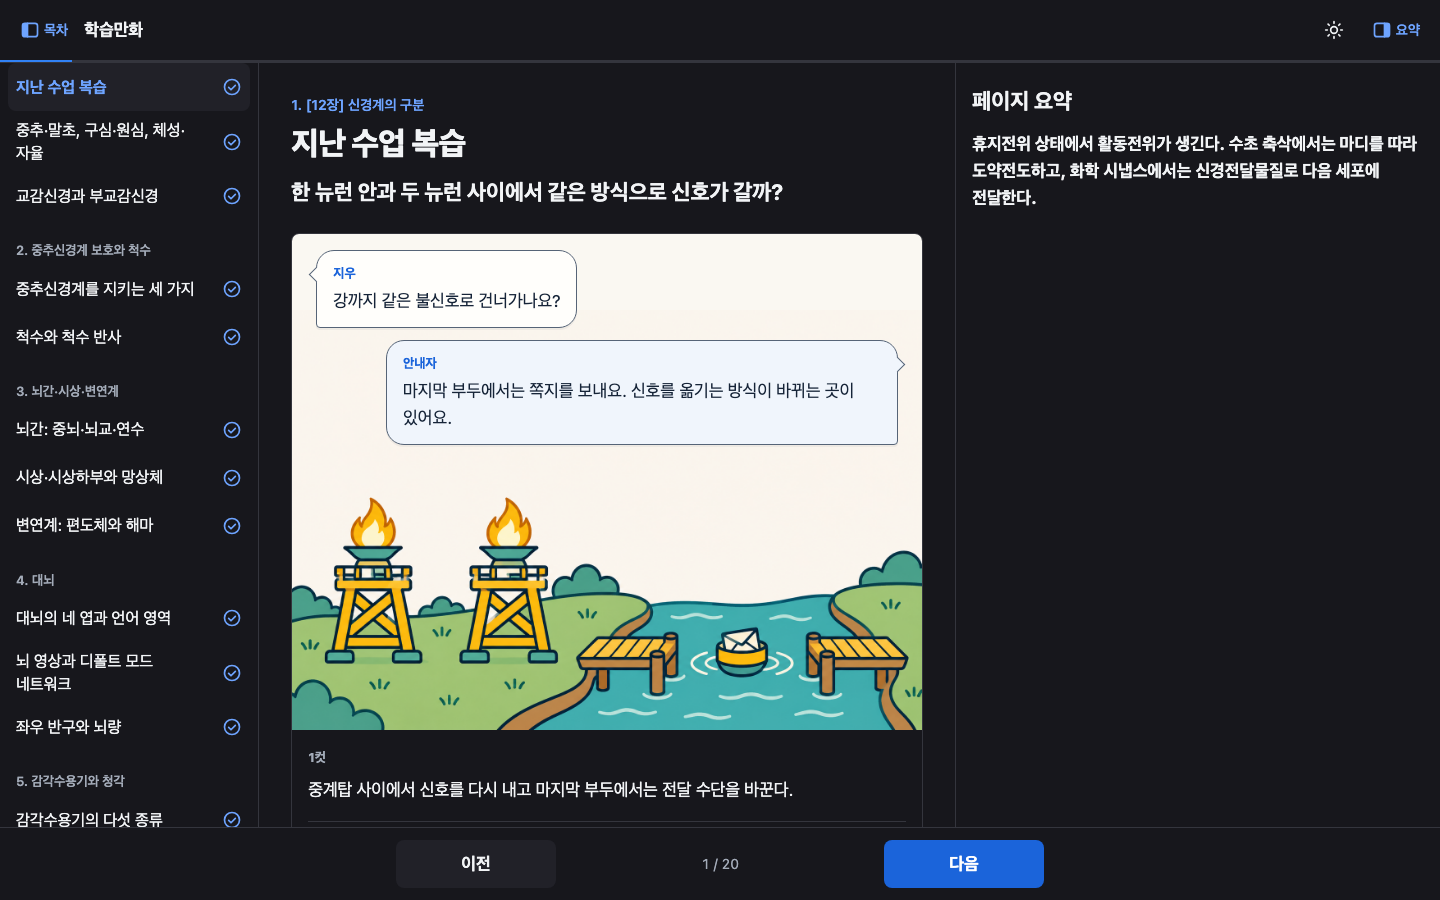 목차
학습만화
요약
지난 수업 복습
중추·말초, 구심·원심, 체성·
자율
교감신경과 부교감신경
2. 중추신경계 보호와 척수
중추신경계를 지키는 세 가지
척수와 척수 반사
3. 뇌간·시상·변연계
뇌간: 중뇌·뇌교·연수
시상·시상하부와 망상체
변연계: 편도체와 해마
4. 대뇌
대뇌의 네 엽과 언어 영역
뇌 영상과 디폴트 모드
네트워크
좌우 반구와 뇌량
5. 감각수용기와 청각
감각수용기의 다섯 종류
1. [12장] 신경계의 구분
지난 수업 복습
한 뉴런 안과 두 뉴런 사이에서 같은 방식으로 신호가 갈까?
지우
강까지 같은 불신호로 건너가나요?
안내자
마지막 부두에서는 쪽지를 보내요. 신호를 옮기는 방식이 바뀌는 곳이
있어요.
1컷
중계탑 사이에서 신호를 다시 내고 마지막 부두에서는 전달 수단을 바꾼다.
페이지 요약
휴지전위 상태에서 활동전위가 생긴다. 수초 축삭에서는 마디를 따라
도약전도하고, 화학 시냅스에서는 신경전달물질로 다음 세포에
전달한다.
이전
1 / 20
다음